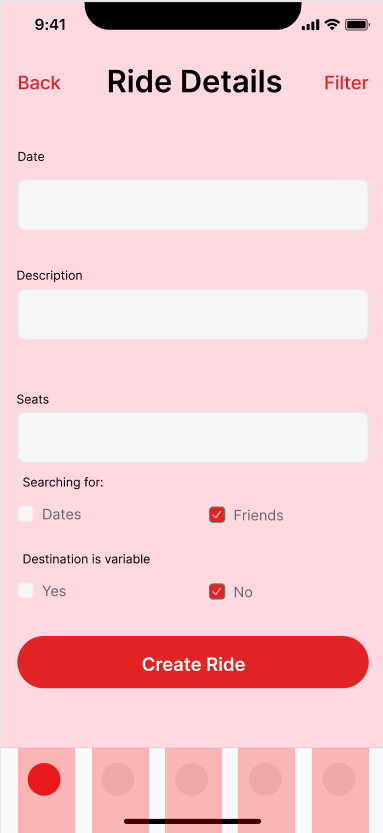 9:41
Back Ride Details Filter
Date
Description
Seats
Searching for:
Dates Friends
Destination is variable
Yes No
Create Ride